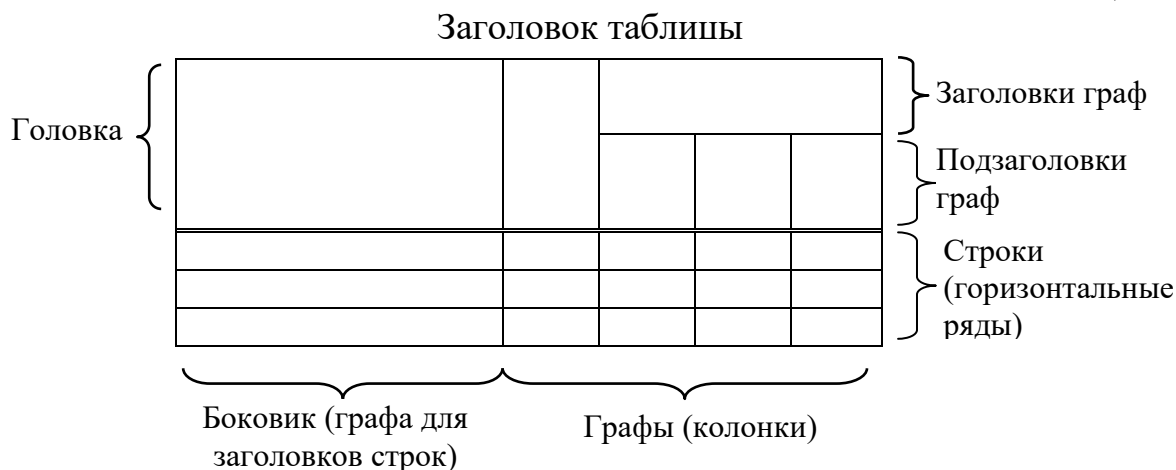 Заголовок таблицы
Головка
Заголовки граф
Подзаголовки
граф
Строки
(горизонтальные
ряды)
Боковик (графа для
заголовков строк)
Графы (колонки)